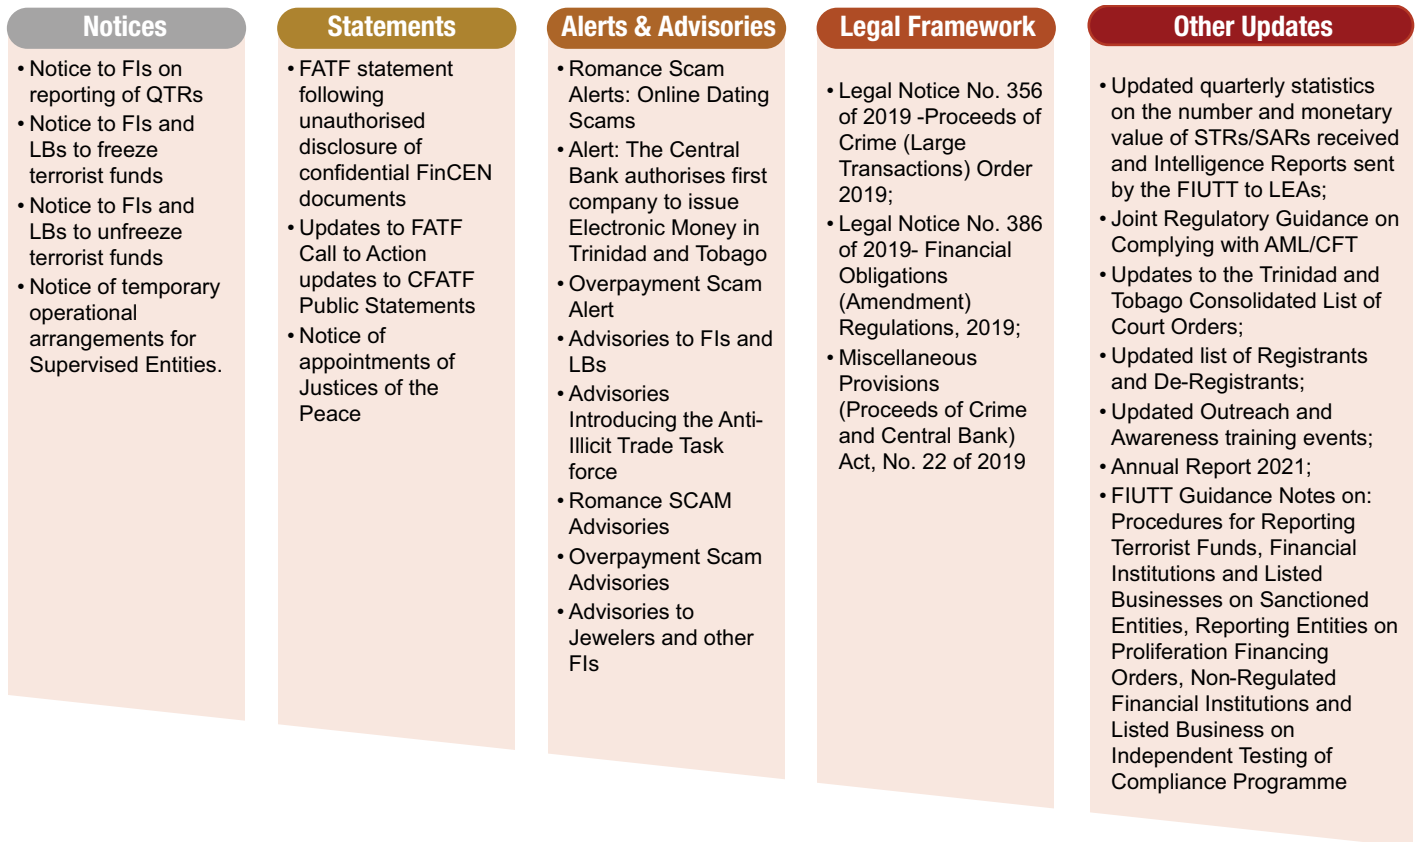 Notices
• Notice to FIs on
reporting of QTRs
• Notice to FIs and
LBs to freeze
terrorist funds
• Notice to FIs and
LBs to unfreeze
terrorist funds
• Notice of temporary
operational
arrangements for
Supervised Entities.
Statements
• FATF statement
following
unauthorised
disclosure of
confidential FinCEN
documents
• Updates to FATF
Call to Action
updates to CFATF
Public Statements
• Notice of
appointments of
Justices of the
Peace
Alerts & Advisories
• Romance Scam
Alerts: Online Dating
Scams
• Alert: The Central
Bank authorises first
company to issue
Electronic Money in
Trinidad and Tobago
• Overpayment Scam
Alert
• Advisories to FIs and
LBs
• Advisories
Introducing the Anti-
Illicit Trade Task
force
• Romance SCAM
Advisories
• Overpayment Scam
Advisories
• Advisories to
Jewelers and other
FIs
Legal Framework
• Legal Notice No. 356
of 2019 -Proceeds of
Crime (Large
Transactions) Order
2019;
• Legal Notice No. 386
of 2019- Financial
Obligations
(Amendment)
Regulations, 2019;
• Miscellaneous
Provisions
(Proceeds of Crime
and Central Bank)
Act, No. 22 of 2019
Other Updates
• Updated quarterly statistics
on the number and monetary
value of STRs/SARs received
and Intelligence Reports sent
by the FIUTT to LEAs;
• Joint Regulatory Guidance on
Complying with AML/CFT
• Updates to the Trinidad and
Tobago Consolidated List of
Court Orders;
• Updated list of Registrants
and De-Registrants;
• Updated Outreach and
Awareness training events;
• Annual Report 2021;
• FIUTT Guidance Notes on:
Procedures for Reporting
Terrorist Funds, Financial
Institutions and Listed
Businesses on Sanctioned
Entities, Reporting Entities on
Proliferation Financing
Orders, Non-Regulated
Financial Institutions and
Listed Business on
Independent Testing of
Compliance Programme